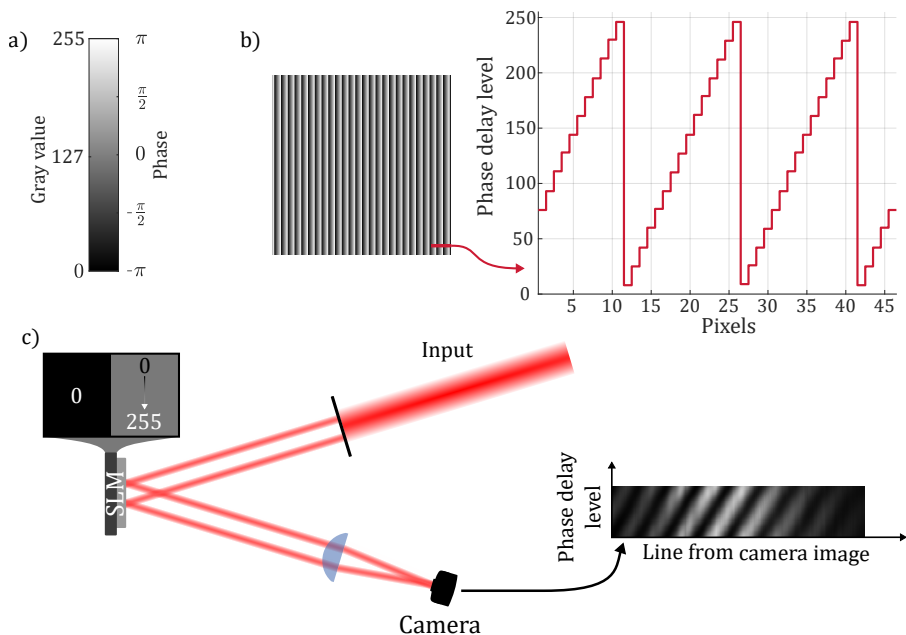 a)
255
127
0
Gray value
π
π/2
0
-π/2
-π
Phase
b)
250
200
150
100
50
0
Phase delay level
5 10 15 20 25 30 35 40 45
Pixels
c)
0
0
255
SLM
Input
Camera
Phase delay
level
Line from camera image